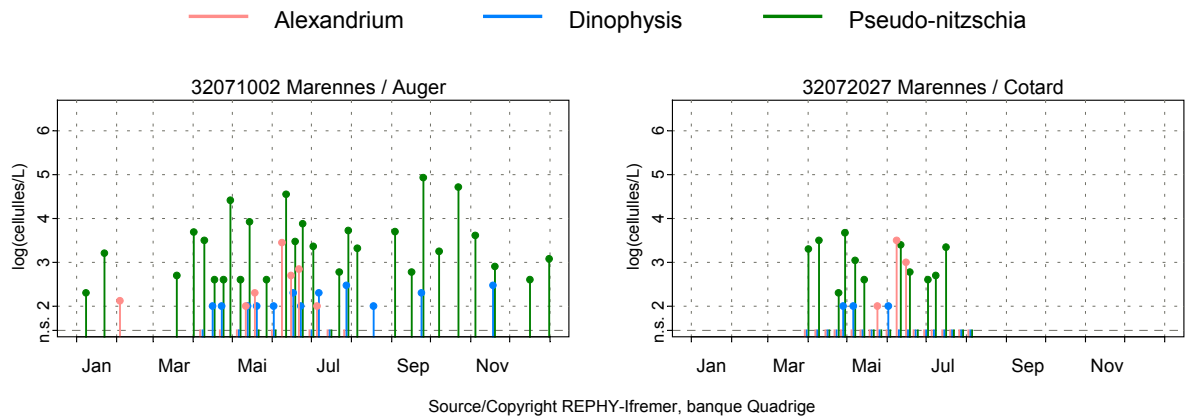 Alexandrium Dinophysis Pseudo-nitzschia
32071002 Marennes / Auger
log(cellulles/L)
6
5
4
3
2
n.s.
Jan Mar Mai Jul Sep Nov
32072027 Marennes / Cotard
log(cellulles/L)
6
5
4
3
2
n.s.
Jan Mar Mai Jul Sep Nov
Source/Copyright REPHY-Ifremer, banque Quadrige